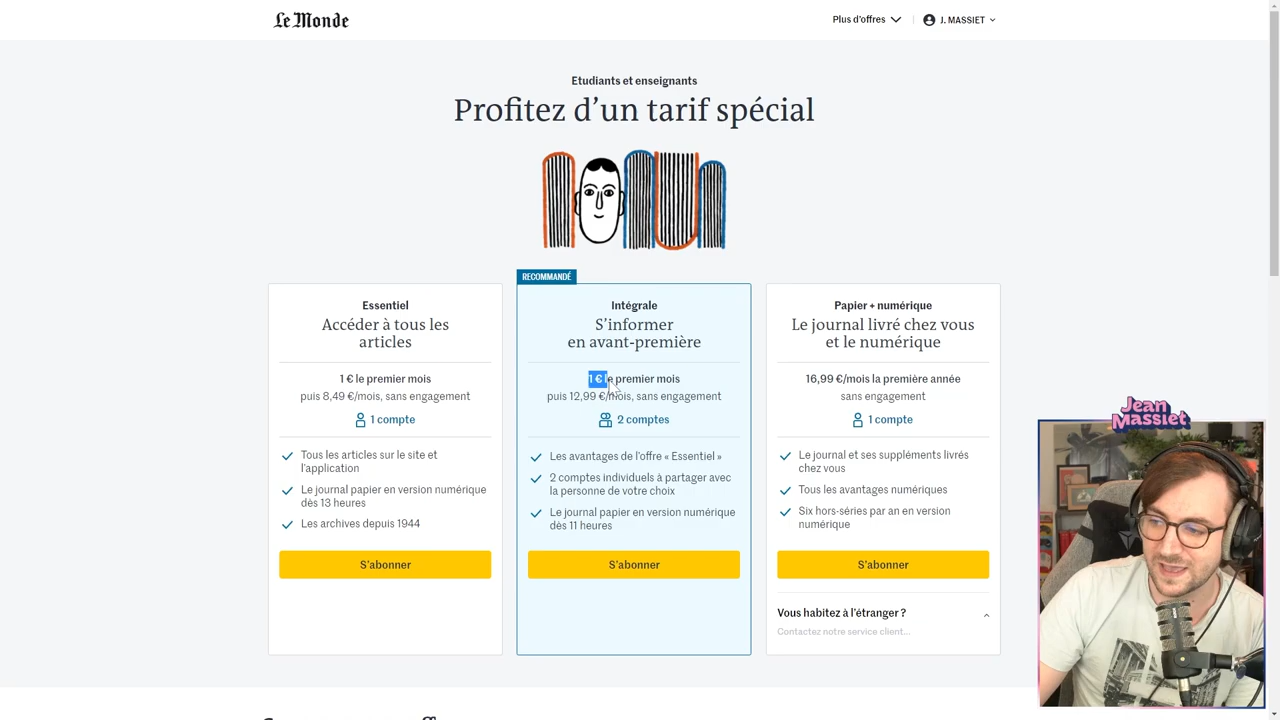 Le Monde
Plus d'offres
J. MASSIET
Etudiants et enseignants
Profitez d'un tarif spécial
RECOMMANDÉ
Essentiel
Accéder à tous les
articles
1 € le premier mois
puis 8,49 €/mois, sans engagement
1 compte
Tous les articles sur le site et
l'application
Le journal papier en version numérique
dès 13 heures
Les archives depuis 1944
S'abonner
Intégrale
S'informer
en avant-première
1 € le premier mois
puis 12,99 €/mois, sans engagement
2 comptes
Les avantages de l'offre « Essentiel »
2 comptes individuels à partager avec
la personne de votre choix
Le journal papier en version numérique
dès 11 heures
S'abonner
Papier + numérique
Le journal livré chez vous
et le numérique
16,99 €/mois la première année
sans engagement
1 compte
Le journal et ses suppléments livrés
chez vous
Tous les avantages numériques
Six hors-séries par an en version
numérique
S'abonner
Vous habitez à l'étranger ?
Contactez notre service client...
Jean
Massiet